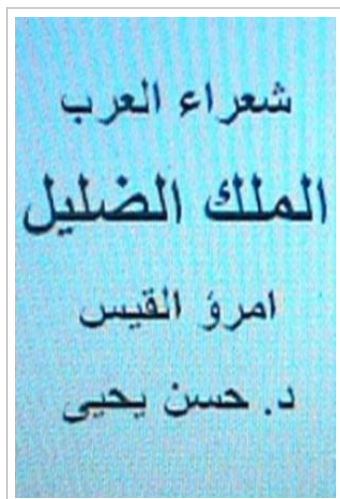 شعراء العرب
الملك الضليل
امرؤ القيس
د. حسن يحيى